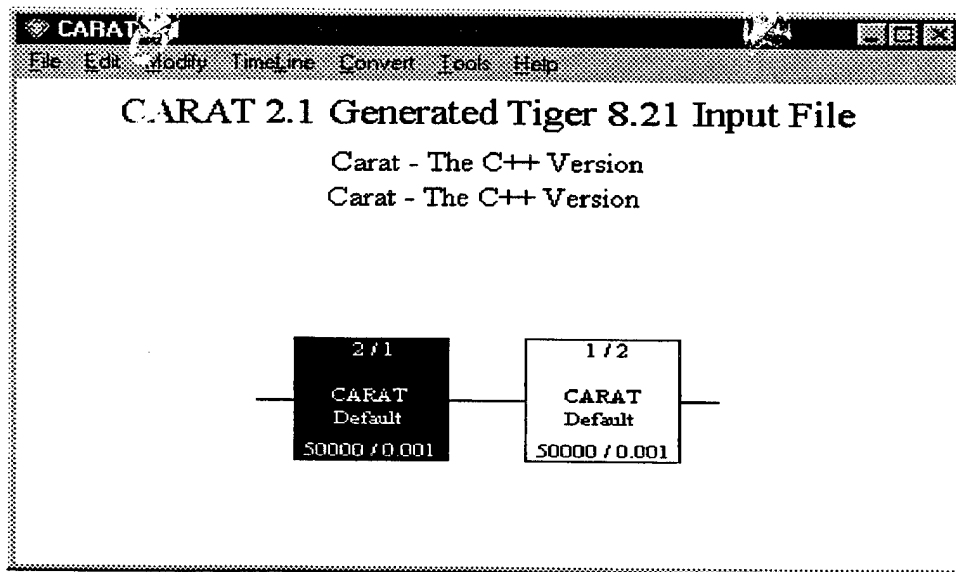 CARAT
File Edit Modify TimeLine Convert Tools Help
CARAT 2.1 Generated Tiger 8.21 Input File
Carat - The C++ Version
Carat - The C++ Version
2 / 1
CARAT
Default
50000 / 0.001
1 / 2
CARAT
Default
50000 / 0.001